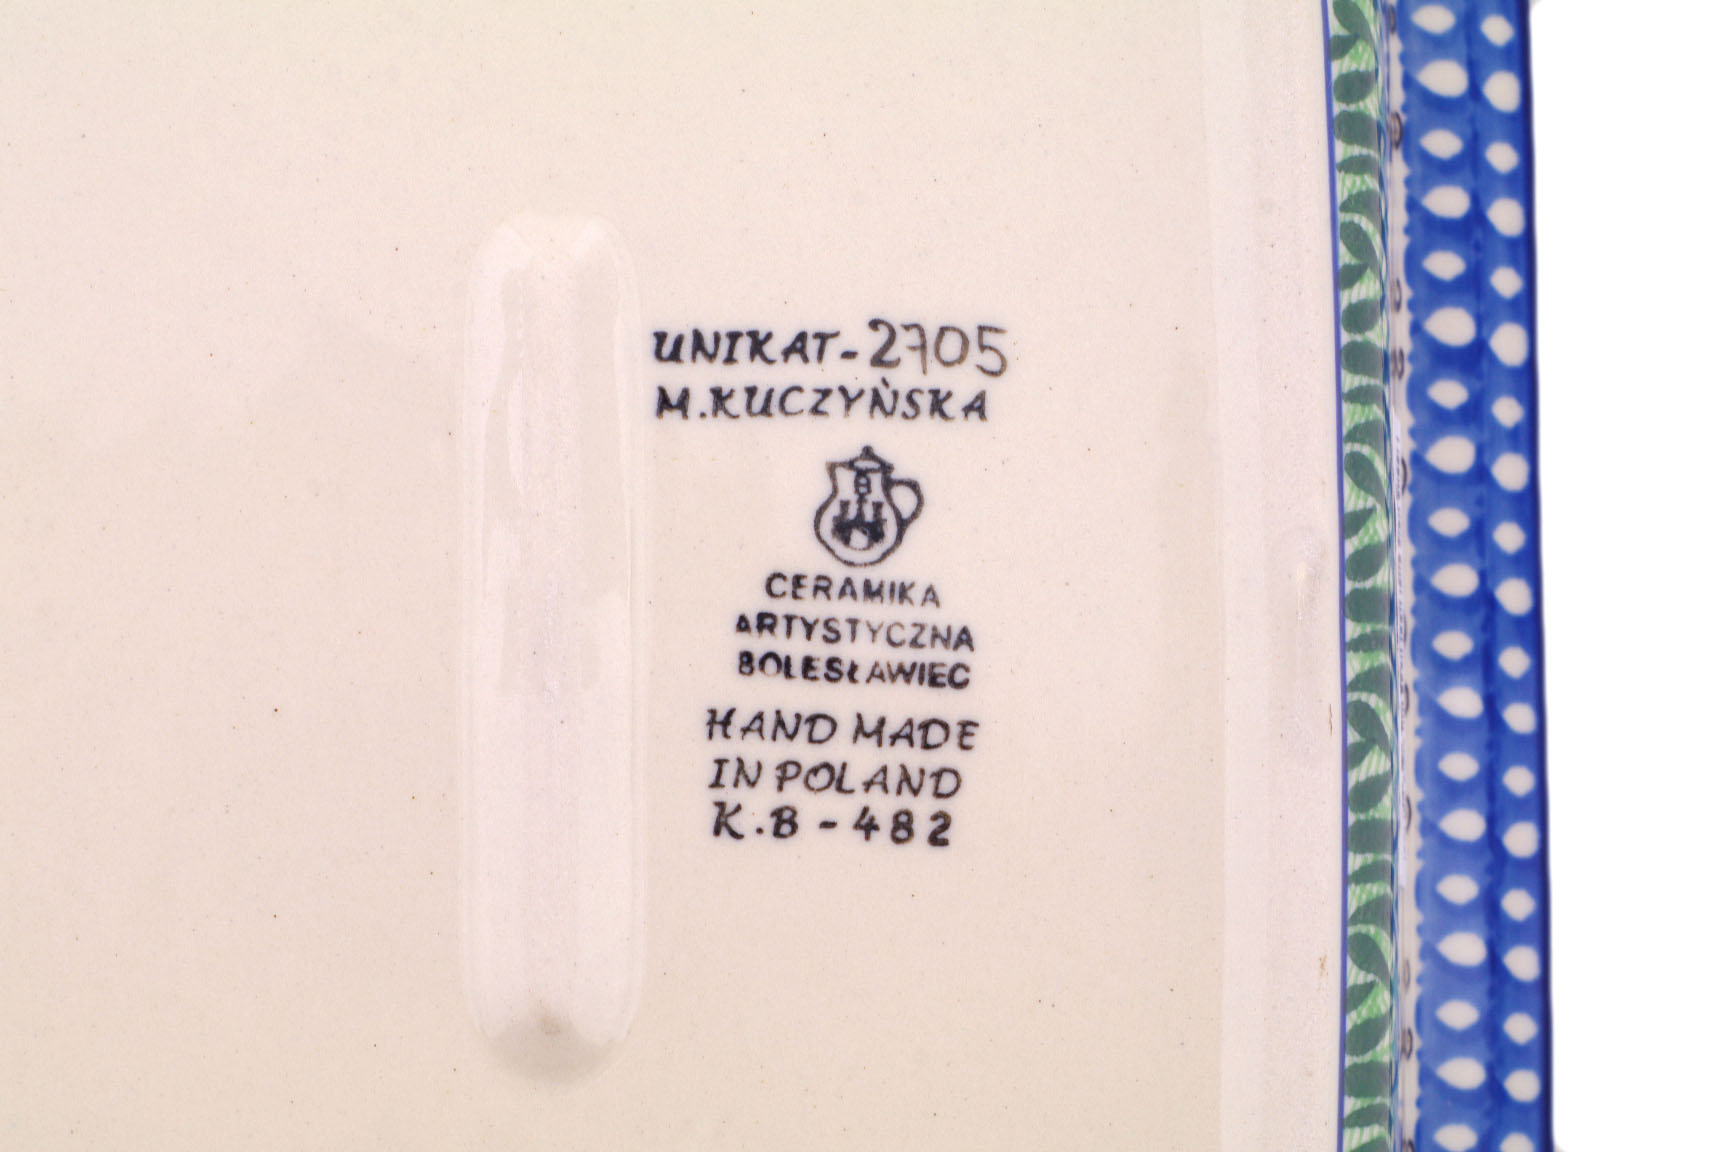 UNIKAT-2705
M.KUCZYŃSKA
CERAMIKA
ARTYSTYCZNA
BOLESŁAWIEC
HAND MADE
IN POLAND
K.B-482